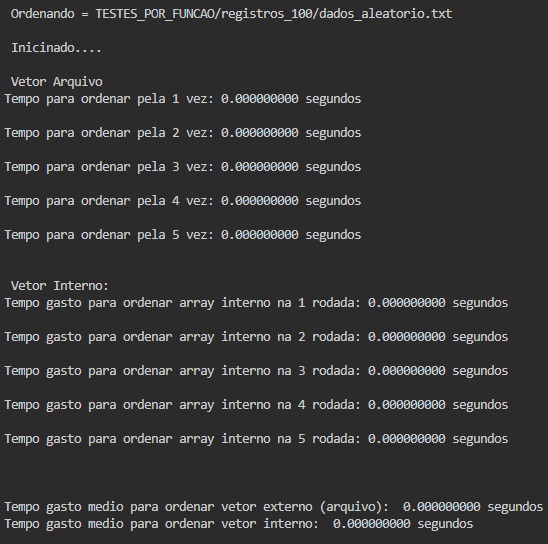 Ordenando = TESTES_POR_FUNCAO/registros_100/dados_aleatorio.txt
Inicinado....
Vetor Arquivo
Tempo para ordenar pela 1 vez: 0.000000000 segundos
Tempo para ordenar pela 2 vez: 0.000000000 segundos
Tempo para ordenar pela 3 vez: 0.000000000 segundos
Tempo para ordenar pela 4 vez: 0.000000000 segundos
Tempo para ordenar pela 5 vez: 0.000000000 segundos
Vetor Interno:
Tempo gasto para ordenar array interno na 1 rodada: 0.000000000 segundos
Tempo gasto para ordenar array interno na 2 rodada: 0.000000000 segundos
Tempo gasto para ordenar array interno na 3 rodada: 0.000000000 segundos
Tempo gasto para ordenar array interno na 4 rodada: 0.000000000 segundos
Tempo gasto para ordenar array interno na 5 rodada: 0.000000000 segundos
Tempo gasto medio para ordenar vetor externo (arquivo):  0.000000000 segundos
Tempo gasto medio para ordenar vetor interno:  0.000000000 segundos